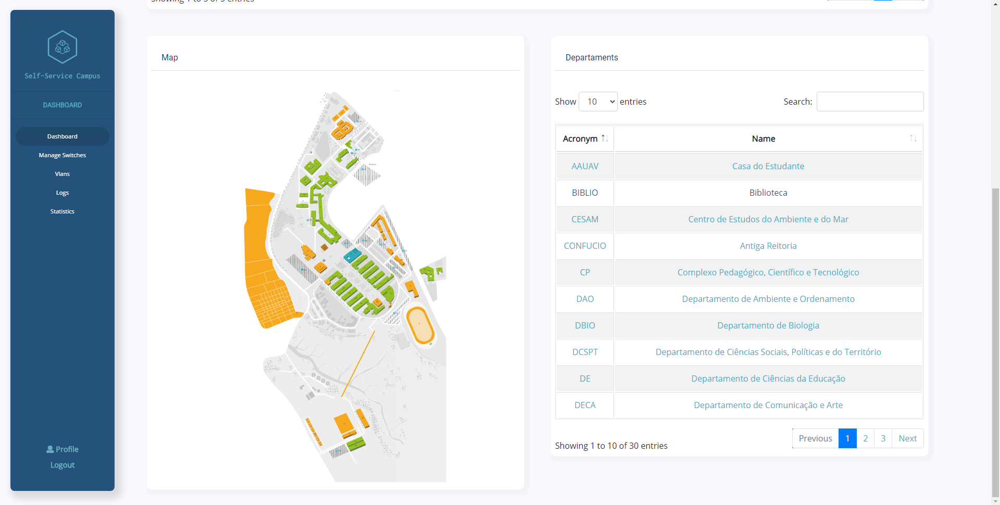 Self-Service Campus
DASHBOARD
Dashboard
Manage Switches
Vlans
Logs
Statistics
Profile
Logout
Map
Departaments
Show 10 entries
Search:
Acronym Name
AAUAV Casa do Estudante
BIBLIO Biblioteca
CESAM Centro de Estudos do Ambiente e do Mar
CONFUCIO Antiga Reitoria
CP Complexo Pedagógico, Científico e Tecnológico
DAO Departamento de Ambiente e Ordenamento
DBIO Departamento de Biologia
DCSPT Departamento de Ciências Sociais, Políticas e do Território
DE Departamento de Ciências da Educação
DECA Departamento de Comunicação e Arte
Showing 1 to 10 of 30 entries
Previous 1 2 3 Next